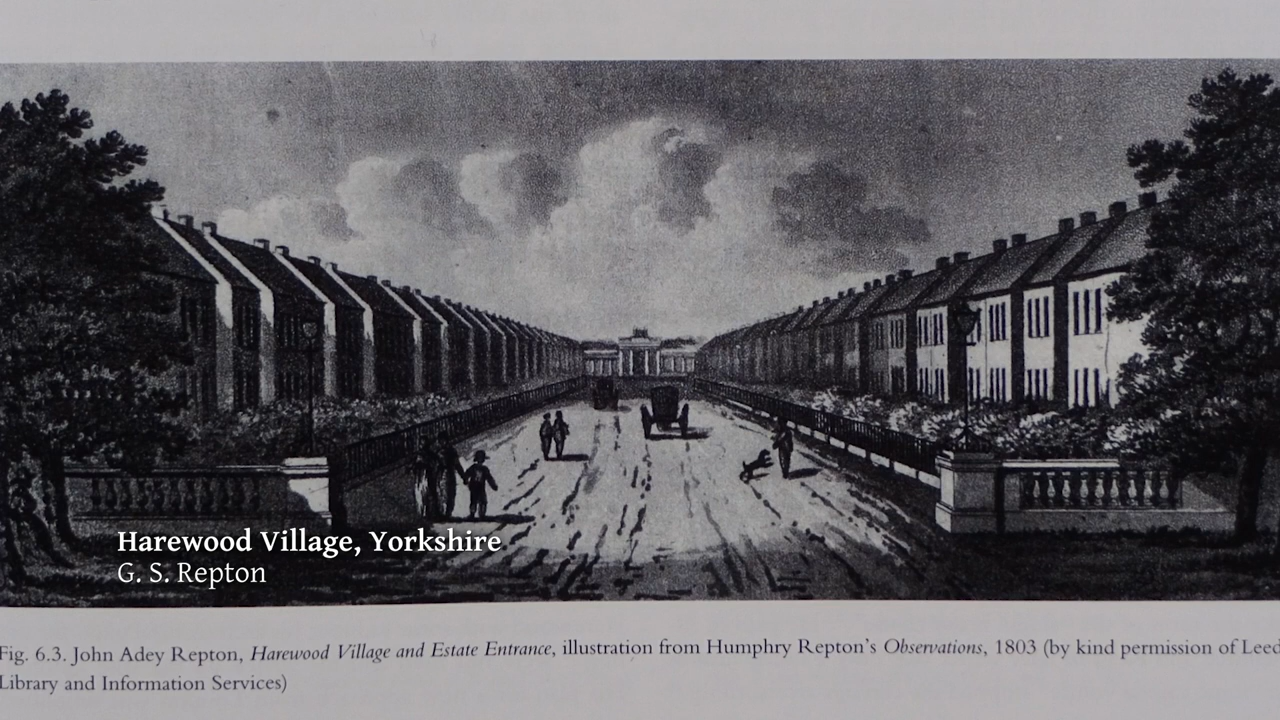 Harewood Village, Yorkshire
G. S. Repton
Fig. 6.3. John Adey Repton, Harewood Village and Estate Entrance, illustration from Humphry Repton's Observations, 1803 (by kind permission of Leed
Library and Information Services)